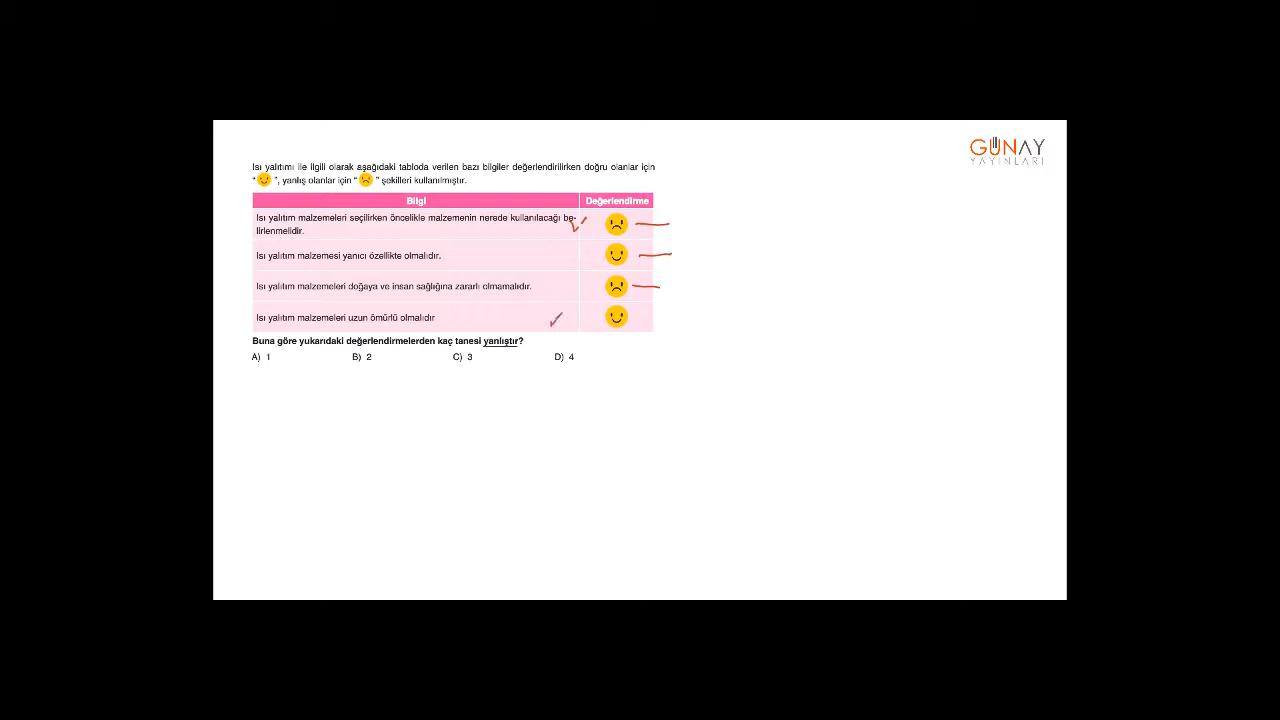 GÜNAY
YAYINLARI
Isı yalıtımı ile ilgili olarak aşağıdaki tabloda verilen bazı bilgiler değerlendirilirken doğru olanlar için
“ ”, yanlış olanlar için “ ” şekilleri kullanılmıştır.
Bilgi Değerlendirme
Isı yalıtım malzemeleri seçilirken öncelikle malzemenin nerede kullanılacağı be-
lirlenmelidir.
Isı yalıtım malzemesi yanıcı özellikte olmalıdır.
Isı yalıtım malzemeleri doğaya ve insan sağlığına zararlı olmamalıdır.
Isı yalıtım malzemeleri uzun ömürlü olmalıdır
Buna göre yukarıdaki değerlendirmelerden kaç tanesi yanlıştır?
A) 1 B) 2 C) 3 D) 4